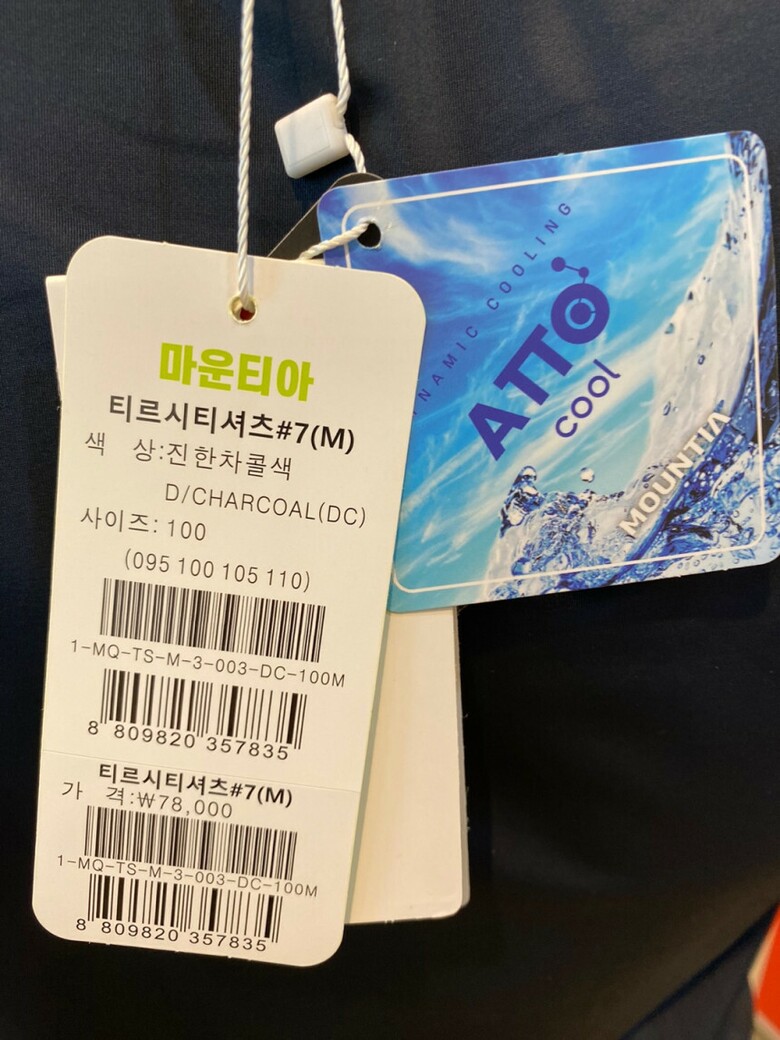 마운티아
티르시티셔츠#7(M)
색 상:진한차콜색
D/CHARCOAL(DC)
사이즈: 100
(095 100 105 110)
1-MQ-TS-M-3-003-DC-100M
8 809820 357835
티르시티셔츠#7(M)
가 격:₩78,000
1-MQ-TS-M-3-003-DC-100M
8 809820 357835
NAMIC COOLING
ATTO
cool
MOUNTIA